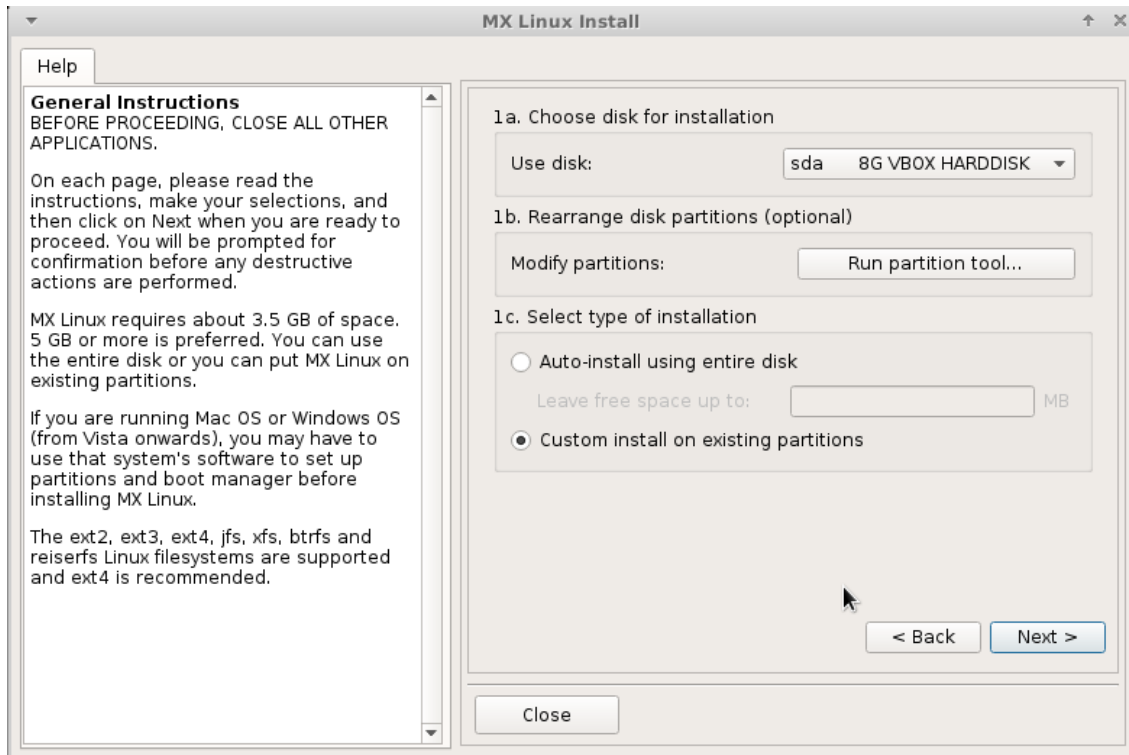 MX Linux Install
Help
General Instructions
BEFORE PROCEEDING, CLOSE ALL OTHER
APPLICATIONS.
On each page, please read the
instructions, make your selections, and
then click on Next when you are ready to
proceed. You will be prompted for
confirmation before any destructive
actions are performed.
MX Linux requires about 3.5 GB of space.
5 GB or more is preferred. You can use
the entire disk or you can put MX Linux on
existing partitions.
If you are running Mac OS or Windows OS
(from Vista onwards), you may have to
use that system's software to set up
partitions and boot manager before
installing MX Linux.
The ext2, ext3, ext4, jfs, xfs, btrfs and
reiserfs Linux filesystems are supported
and ext4 is recommended.
1a. Choose disk for installation
Use disk: sda 8G VBOX HARDDISK
1b. Rearrange disk partitions (optional)
Modify partitions: Run partition tool...
1c. Select type of installation
Auto-install using entire disk
Leave free space up to: MB
Custom install on existing partitions
< Back Next >
Close